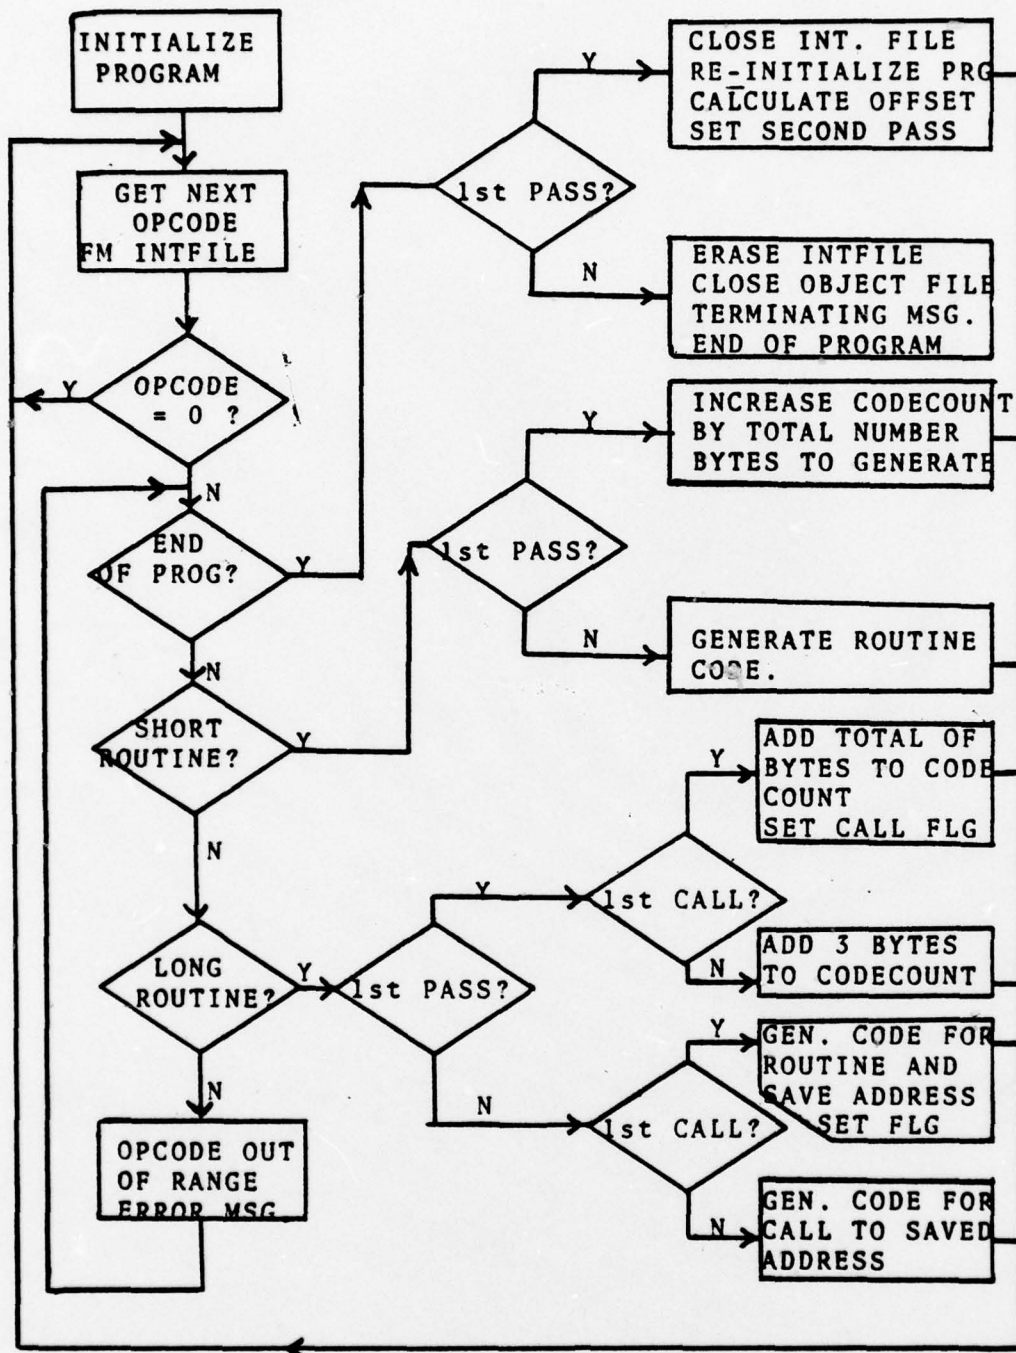 INITIALIZE
PROGRAM
GET NEXT
OPCODE
FM INTFILE
OPCODE
= 0 ?
Y
N
END
OF PROG?
Y
N
SHORT
ROUTINE?
Y
N
LONG
ROUTINE?
Y
N
OPCODE OUT
OF RANGE
ERROR MSG
1st PASS?
Y
CLOSE INT. FILE
RE-INITIALIZE PRG
CALCULATE OFFSET
SET SECOND PASS
N
ERASE INTFILE
CLOSE OBJECT FILE
TERMINATING MSG.
END OF PROGRAM
1st PASS?
Y
INCREASE CODECOUNT
BY TOTAL NUMBER
BYTES TO GENERATE
N
GENERATE ROUTINE
CODE.
1st PASS?
Y
1st CALL?
Y
ADD TOTAL OF
BYTES TO CODE
COUNT
SET CALL FLG
N
ADD 3 BYTES
TO CODECOUNT
N
1st CALL?
Y
GEN. CODE FOR
ROUTINE AND
SAVE ADDRESS
SET FLG
N
GEN. CODE FOR
CALL TO SAVED
ADDRESS